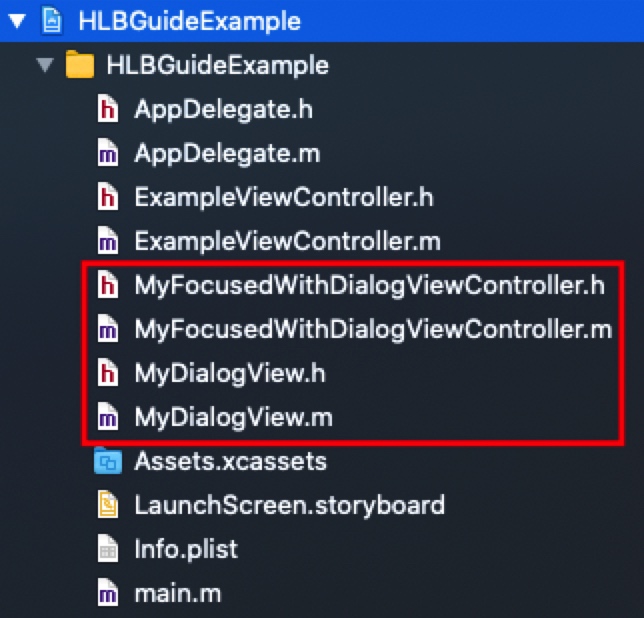 HLBGuideExample
HLBGuideExample
h AppDelegate.h
m AppDelegate.m
h ExampleViewController.h
m ExampleViewController.m
h MyFocusedWithDialogViewController.h
m MyFocusedWithDialogViewController.m
h MyDialogView.h
m MyDialogView.m
Assets.xcassets
LaunchScreen.storyboard
Info.plist
m main.m